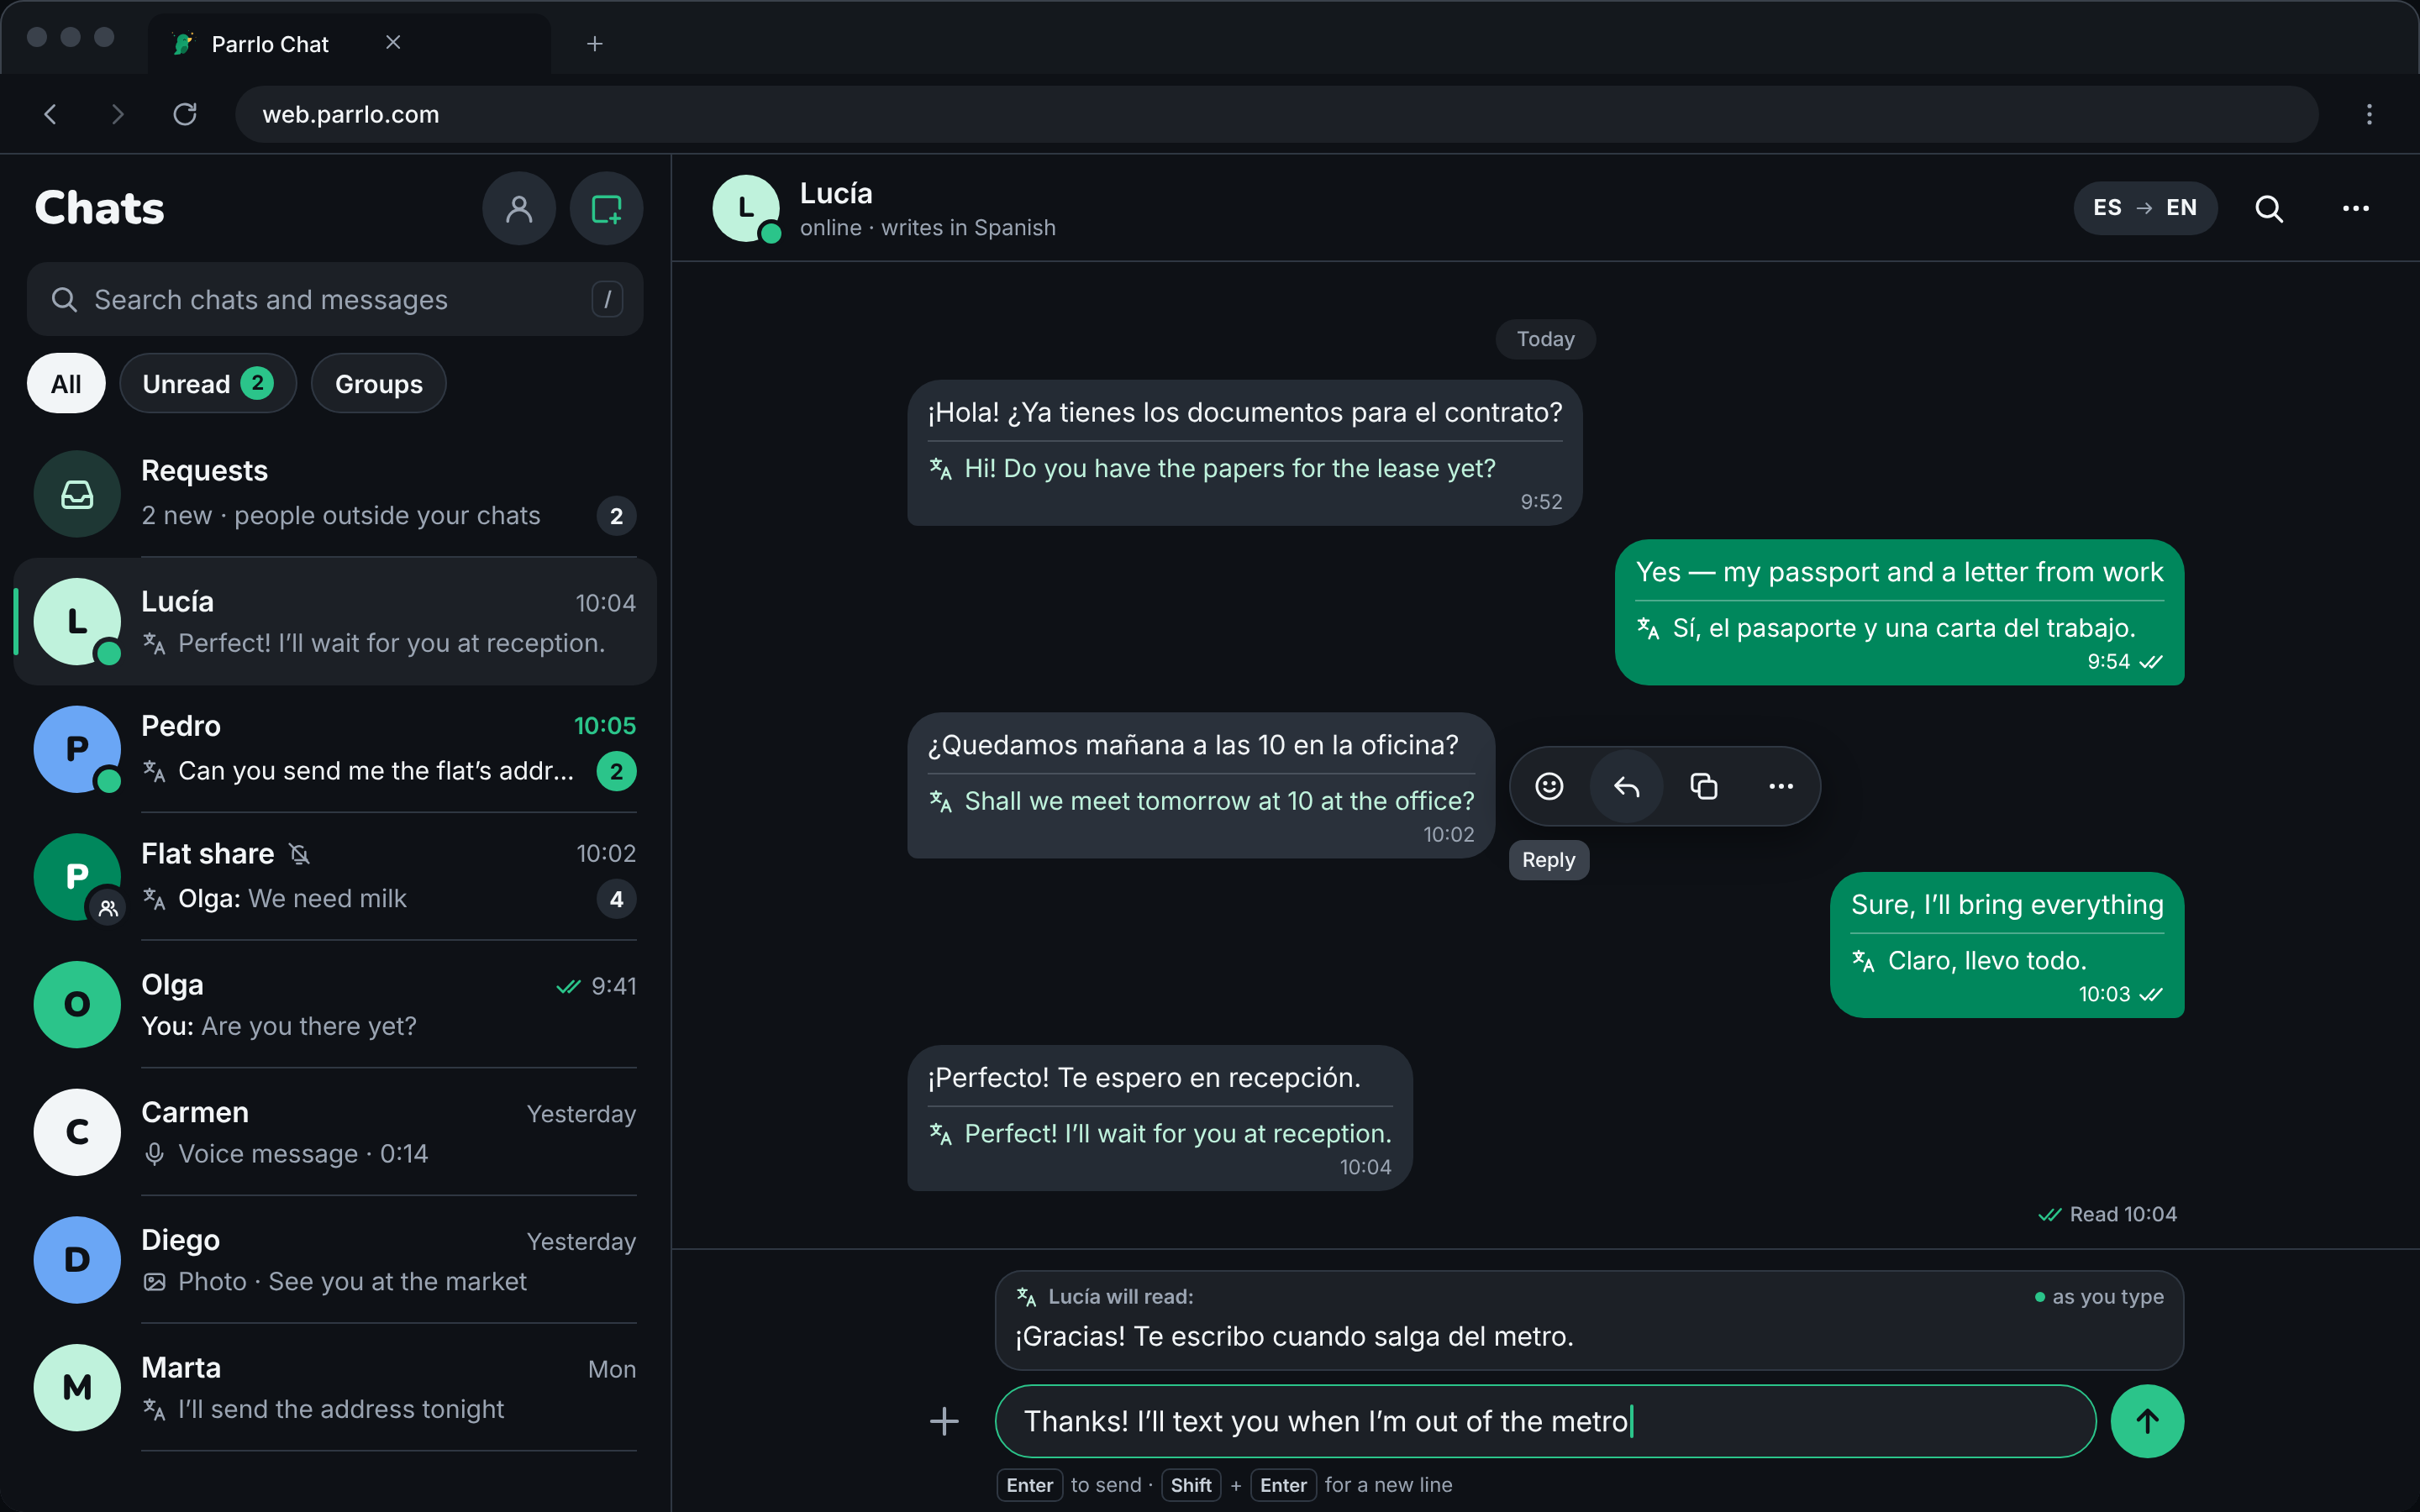 Parrlo Chat
web.parrlo.com
Chats
Search chats and messages /
All Unread 2 Groups
Requests
2 new · people outside your chats 2
L Lucía 10:04
Perfect! I’ll wait for you at reception.
P Pedro 10:05
Can you send me the flat’s addr... 2
P Flat share 10:02
Olga: We need milk 4
O Olga 9:41
You: Are you there yet?
C Carmen Yesterday
Voice message · 0:14
D Diego Yesterday
Photo · See you at the market
M Marta Mon
I’ll send the address tonight
L Lucía
online · writes in Spanish
ES → EN
Today
¡Hola! ¿Ya tienes los documentos para el contrato?
Hi! Do you have the papers for the lease yet?
9:52
Yes — my passport and a letter from work
Sí, el pasaporte y una carta del trabajo.
9:54
¿Quedamos mañana a las 10 en la oficina?
Shall we meet tomorrow at 10 at the office?
10:02
Reply
Sure, I’ll bring everything
Claro, llevo todo.
10:03
¡Perfecto! Te espero en recepción.
Perfect! I’ll wait for you at reception.
10:04
Read 10:04
Lucía will read: as you type
¡Gracias! Te escribo cuando salga del metro.
Thanks! I’ll text you when I’m out of the metro
Enter to send · Shift + Enter for a new line